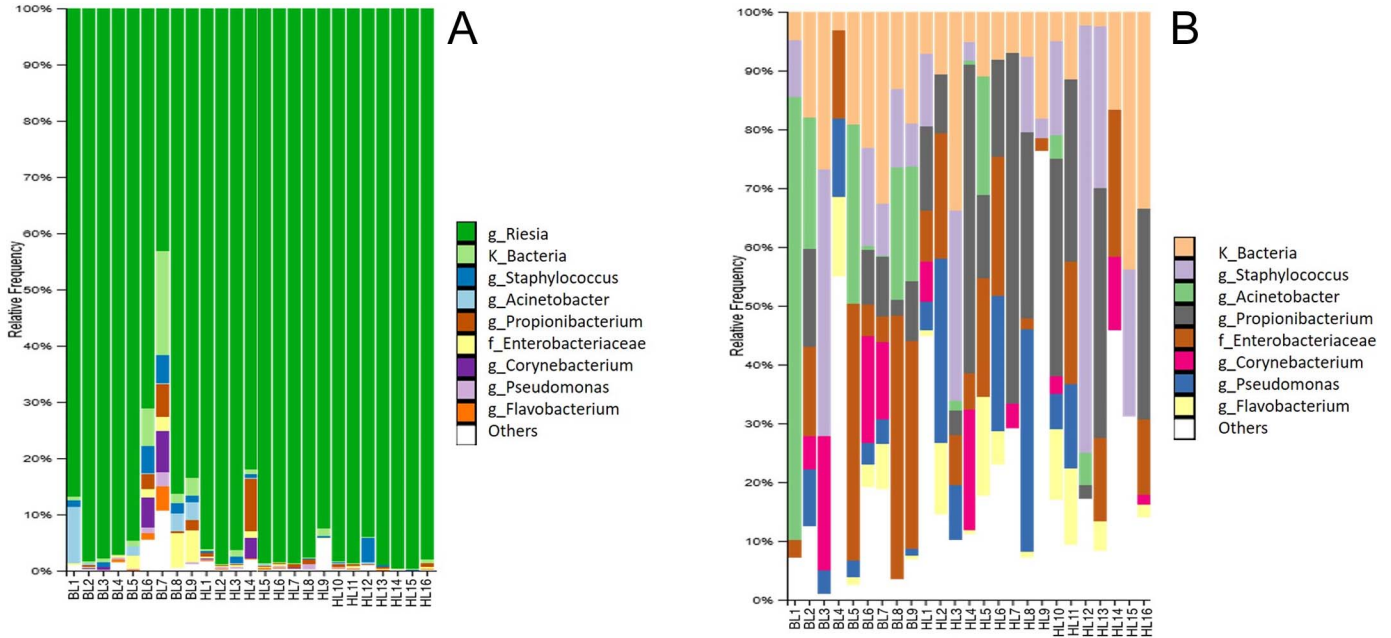 A
100%
90%
80%
70%
60%
50%
40%
30%
20%
10%
0%
Relative Frequency
BL1
BL2
BL3
BL4
BL5
BL6
BL7
BL8
BL9
HL1
HL2
HL3
HL4
HL5
HL6
HL7
HL8
HL9
HL10
HL11
HL12
HL13
HL14
HL15
HL16
g_Riesia
K_Bacteria
g_Staphylococcus
g_Acinetobacter
g_Propionibacterium
f_Enterobacteriaceae
g_Corynebacterium
g_Pseudomonas
g_Flavobacterium
Others
B
100%
90%
80%
70%
60%
50%
40%
30%
20%
10%
0%
Relative Frequency
BL1
BL2
BL3
BL4
BL5
BL6
BL7
BL8
BL9
HL1
HL2
HL3
HL4
HL5
HL6
HL7
HL8
HL9
HL10
HL11
HL12
HL13
HL14
HL15
HL16
K_Bacteria
g_Staphylococcus
g_Acinetobacter
g_Propionibacterium
f_Enterobacteriaceae
g_Corynebacterium
g_Pseudomonas
g_Flavobacterium
Others